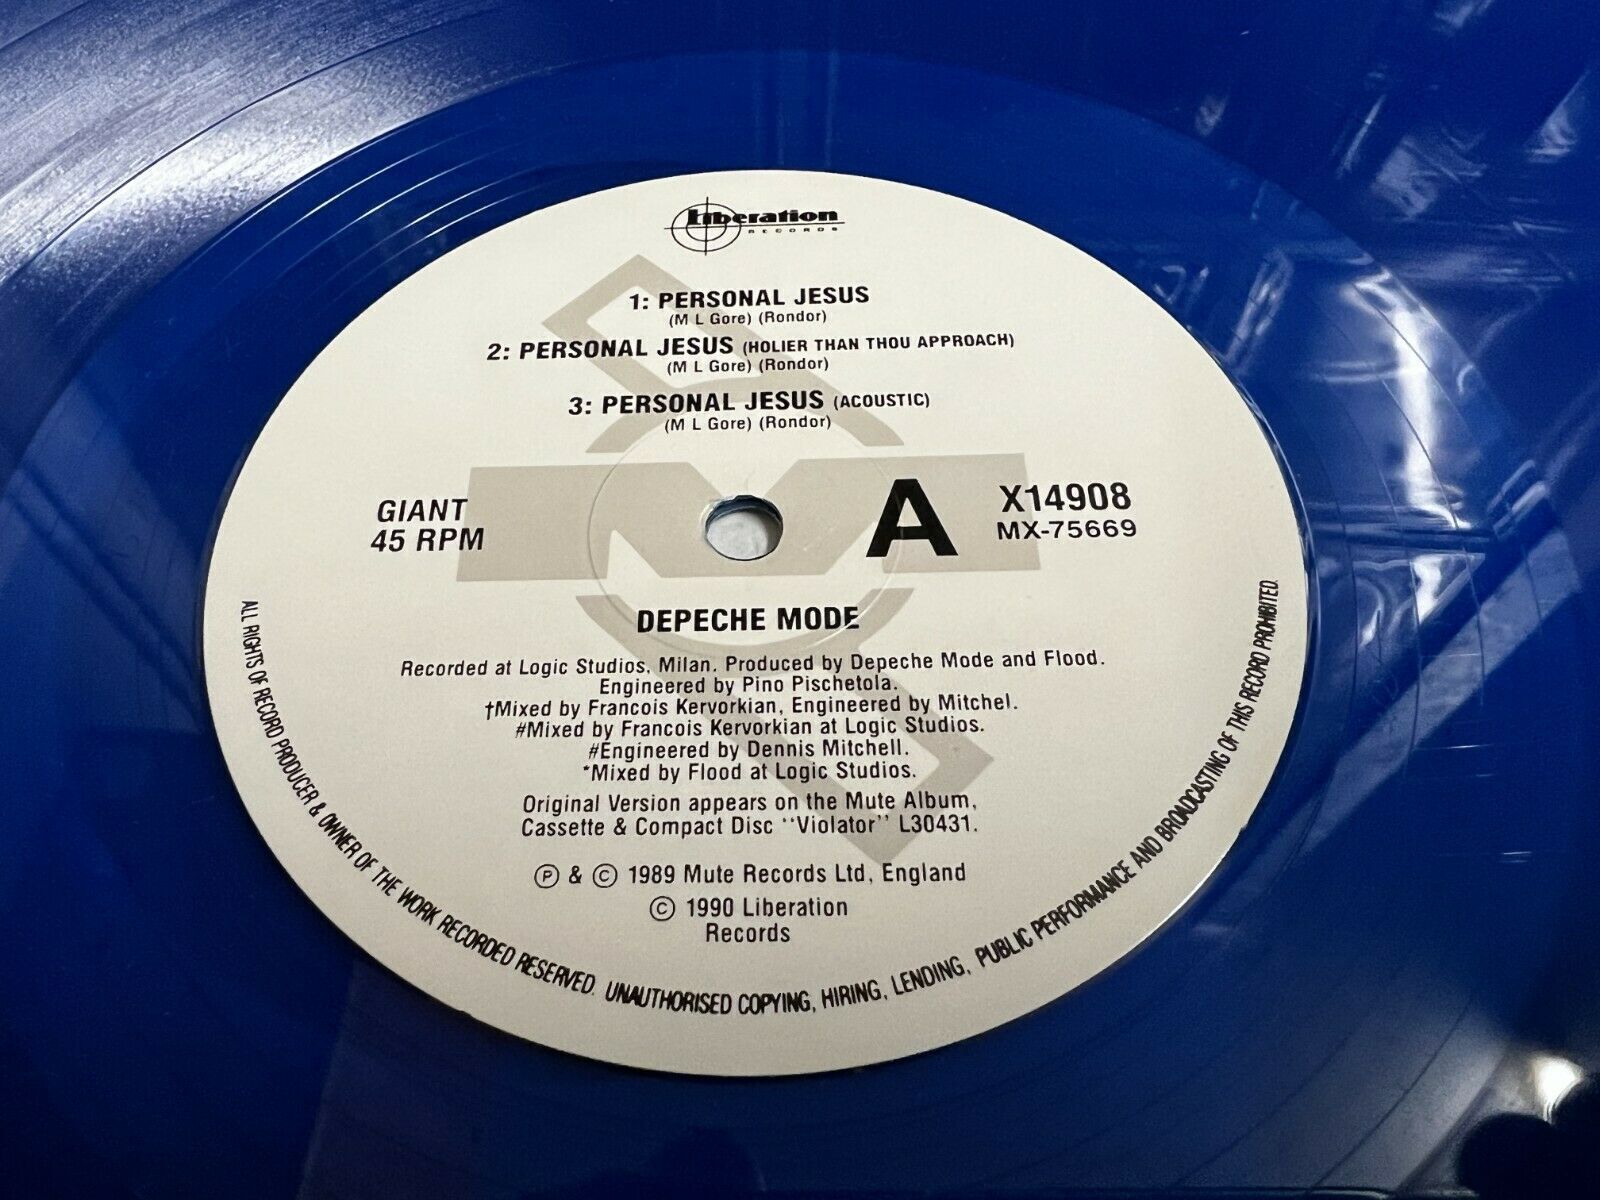 Liberation
RECORDS
1: PERSONAL JESUS
(M L Gore) (Rondor)
2: PERSONAL JESUS (HOLIER THAN THOU APPROACH)
(M L Gore) (Rondor)
3: PERSONAL JESUS (ACOUSTIC)
(M L Gore) (Rondor)
GIANT
45 RPM
A
X14908
MX-75669
DEPECHE MODE
Recorded at Logic Studios, Milan. Produced by Depeche Mode and Flood.
Engineered by Pino Pischetola.
†Mixed by Francois Kervorkian, Engineered by Mitchel.
#Mixed by Francois Kervorkian at Logic Studios.
#Engineered by Dennis Mitchell.
*Mixed by Flood at Logic Studios.
Original Version appears on the Mute Album,
Cassette & Compact Disc "Violator" L30431.
Ⓟ & © 1989 Mute Records Ltd, England
© 1990 Liberation
Records
ALL RIGHTS OF RECORD PRODUCER & OWNER OF THE WORK RECORDED RESERVED. UNAUTHORISED COPYING, HIRING, LENDING, PUBLIC PERFORMANCE AND BROADCASTING OF THIS RECORD PROHIBITED.